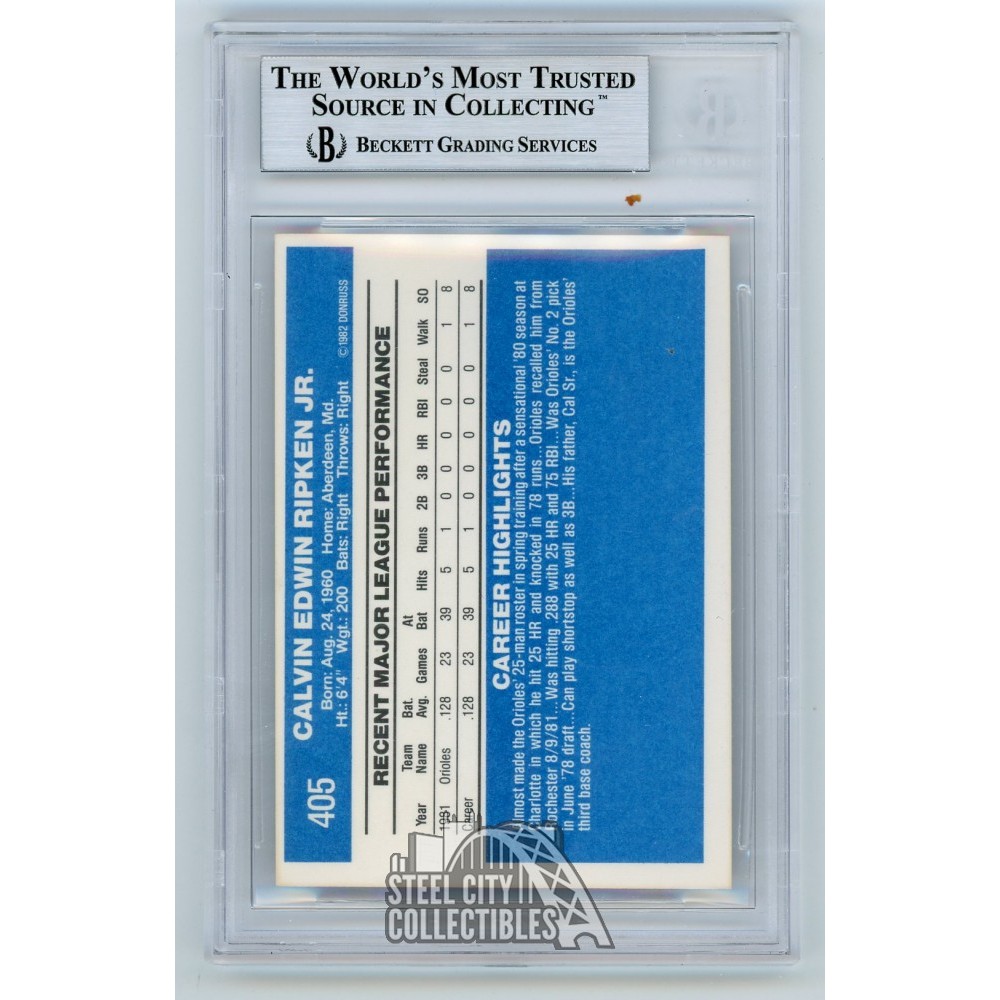 THE WORLD'S MOST TRUSTED
SOURCE IN COLLECTING™
B BECKETT GRADING SERVICES
405 CALVIN EDWIN RIPKEN JR.
Born: Aug. 24, 1960 Home: Aberdeen, Md.
Ht.: 6'4" Wgt.: 200 Bats: Right Throws: Right © 1982 DONRUSS
RECENT MAJOR LEAGUE PERFORMANCE
Year Team Name Bat. Avg. Games At Bat Hits Runs 2B 3B HR RBI Steal Walk SO
1981 Orioles .128 23 39 5 1 0 0 0 0 0 1 8
Career .128 23 39 5 1 0 0 0 0 0 1 8
CAREER HIGHLIGHTS
most made the Orioles' 25-man roster in spring training after a sensational '80 season at
harlotte in which he hit 25 HR and knocked in 78 runs...Orioles recalled him from
ochester 8/9/81...Was hitting .288 with 25 HR and 75 RBI...Was Orioles' No. 2 pick
in June '78 draft...Can play shortstop as well as 3B...His father, Cal Sr., is the Orioles'
third base coach.
STEEL CITY
COLLECTIBLES